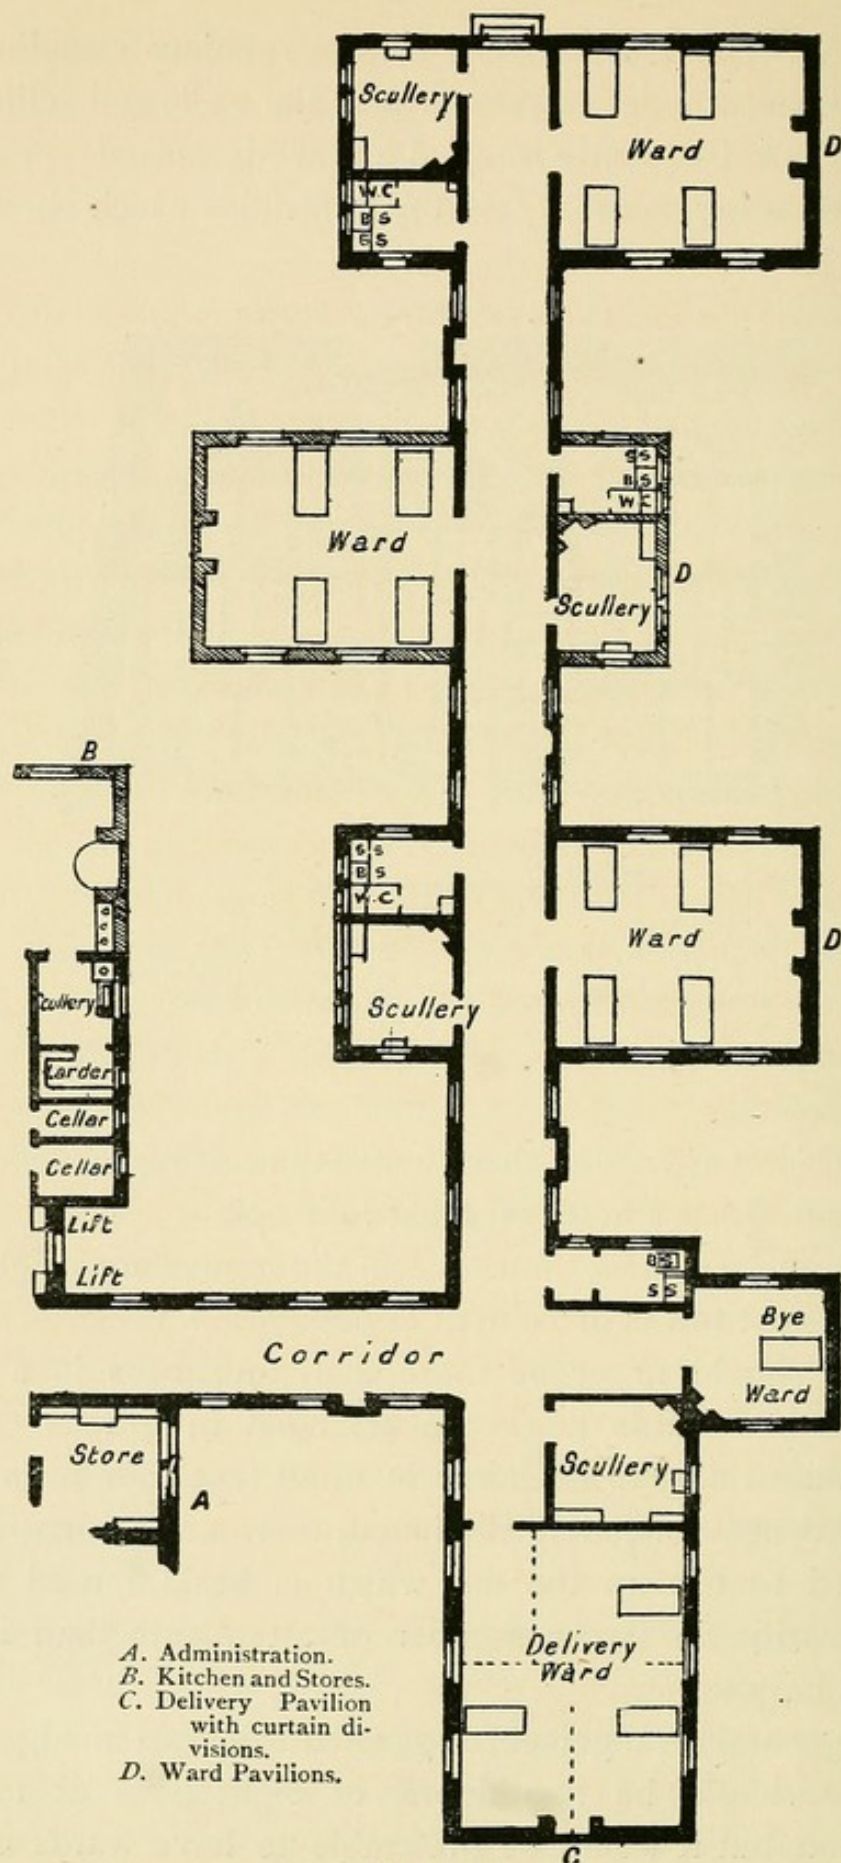 Scullery
Ward
D
W C
B S
S S
S S
B S
W C
Ward
D
Scullery
B
S S
B S
W C
Ward
D
Scullery
Scullery
Larder
Cellar
Cellar
Lift
Lift
B S
S S
Bye
Ward
Corridor
Store
A
Scullery
Delivery
Ward
A. Administration.
B. Kitchen and Stores.
C. Delivery Pavilion
with curtain di-
visions.
D. Ward Pavilions.
C